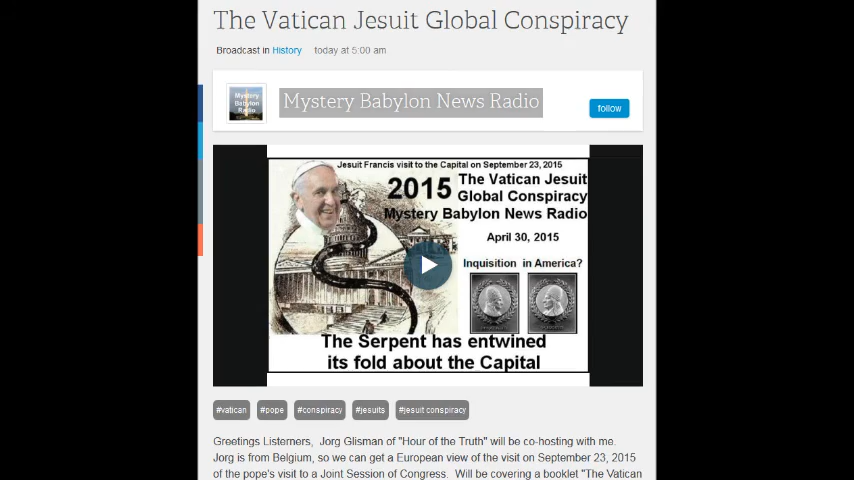 The Vatican Jesuit Global Conspiracy
Broadcast in History today at 5:00 am
Mystery Babylon Radio
Mystery Babylon News Radio
follow
Jesuit Francis visit to the Capital on September 23, 2015
2015
The Vatican Jesuit
Global Conspiracy
Mystery Babylon News Radio
April 30, 2015
Inquisition in America?
The Serpent has entwined
its fold about the Capital
#vatican #pope #conspiracy #jesuits #jesuit conspiracy
Greetings Listerners, Jorg Glisman of "Hour of the Truth" will be co-hosting with me.
Jorg is from Belgium, so we can get a European view of the visit on September 23, 2015
of the pope's visit to a Joint Session of Congress. Will be covering a booklet "The Vatican